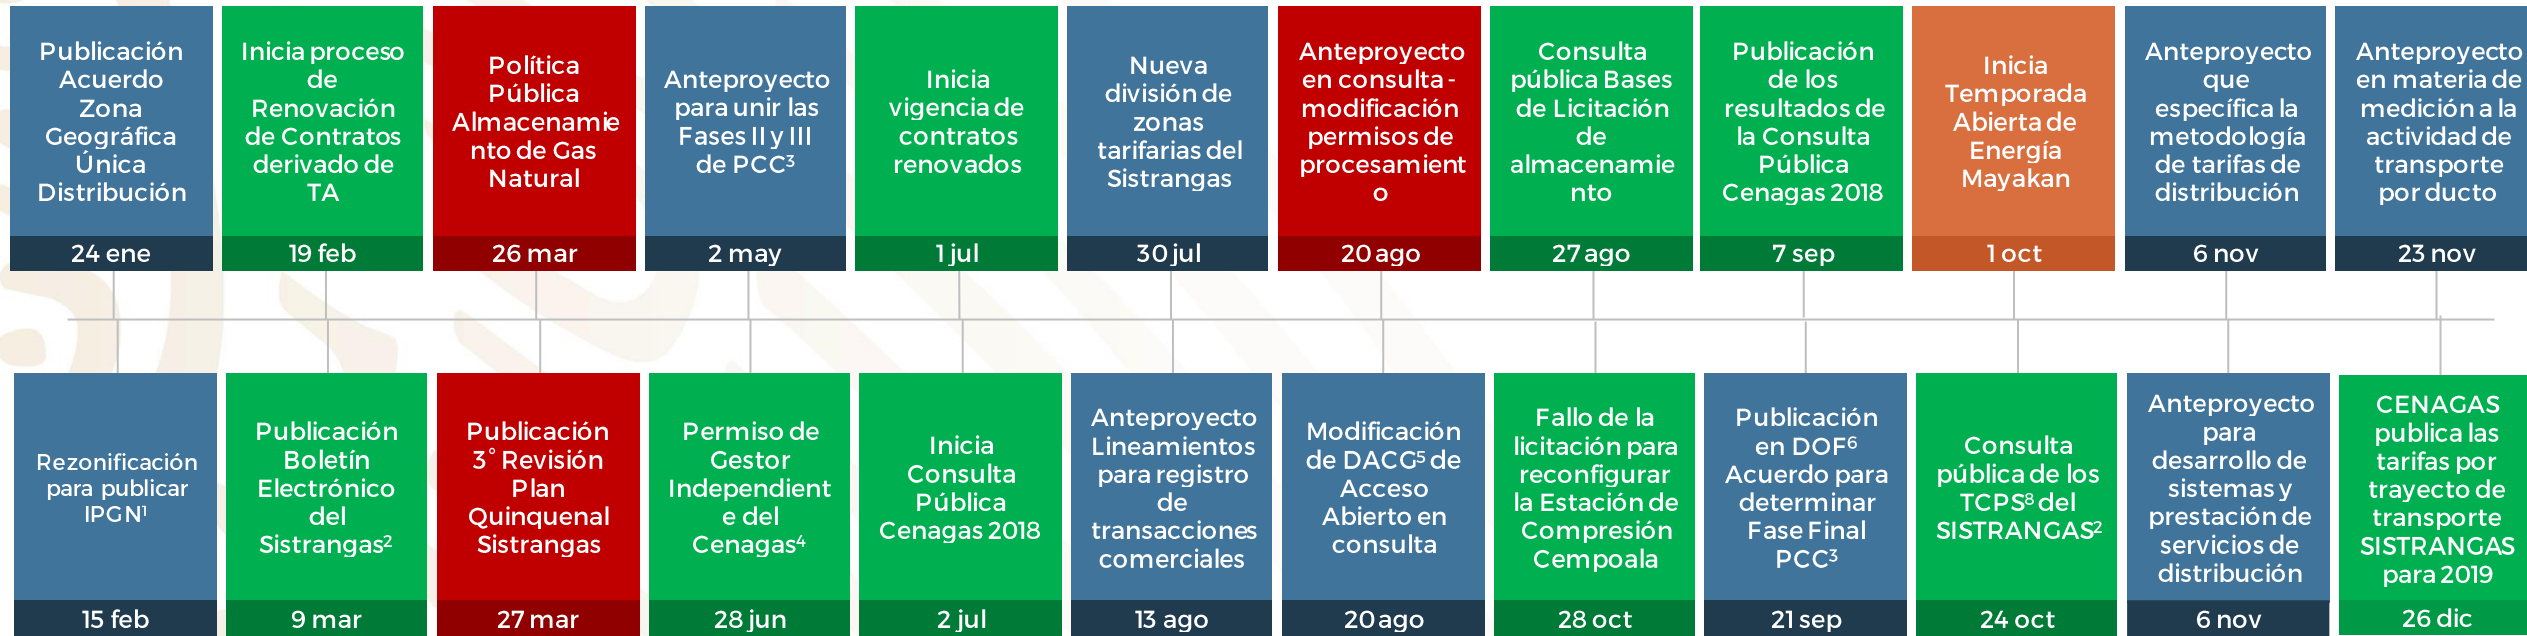 Publicación
Acuerdo
Zona
Geográfica
Única
Distribución
24 ene
Inicia proceso
de
Renovación
de Contratos
derivado de
TA
19 feb
Política
Pública
Almacenamie
nto de Gas
Natural
26 mar
Anteproyecto
para unir las
Fases II y III
de PCC³
2 may
Inicia
vigencia de
contratos
renovados
1 jul
Nueva
división de
zonas
tarifarias del
Sistrangas
30 jul
Anteproyecto
en consulta -
modificación
permisos de
procesamient
o
20 ago
Consulta
pública Bases
de Licitación
de
almacenamie
nto
27 ago
Publicación
de los
resultados de
la Consulta
Pública
Cenagas 2018
7 sep
Inicia
Temporada
Abierta de
Energía
Mayakan
1 oct
Anteproyecto
que
específica la
metodología
de tarifas de
distribución
6 nov
Anteproyecto
en materia de
medición a la
actividad de
transporte
por ducto
23 nov
Rezonificación
para publicar
IPGN¹
15 feb
Publicación
Boletín
Electrónico
del
Sistrangas²
9 mar
Publicación
3° Revisión
Plan
Quinquenal
Sistrangas
27 mar
Permiso de
Gestor
Independient
e del
Cenagas⁴
28 jun
Inicia
Consulta
Pública
Cenagas 2018
2 jul
Anteproyecto
Lineamientos
para registro
de
transacciones
comerciales
13 ago
Modificación
de DACG⁵ de
Acceso
Abierto en
consulta
20 ago
Fallo de la
licitación para
reconfigurar
la Estación de
Compresión
Cempoala
28 oct
Publicación
en DOF⁶
Acuerdo para
determinar
Fase Final
PCC³
21 sep
Consulta
pública de los
TCPS⁸ del
SISTRANGAS²
24 oct
Anteproyecto
para
desarrollo de
sistemas y
prestación de
servicios de
distribución
6 nov
CENAGAS
publica las
tarifas por
trayecto de
transporte
SISTRANGAS
para 2019
26 dic